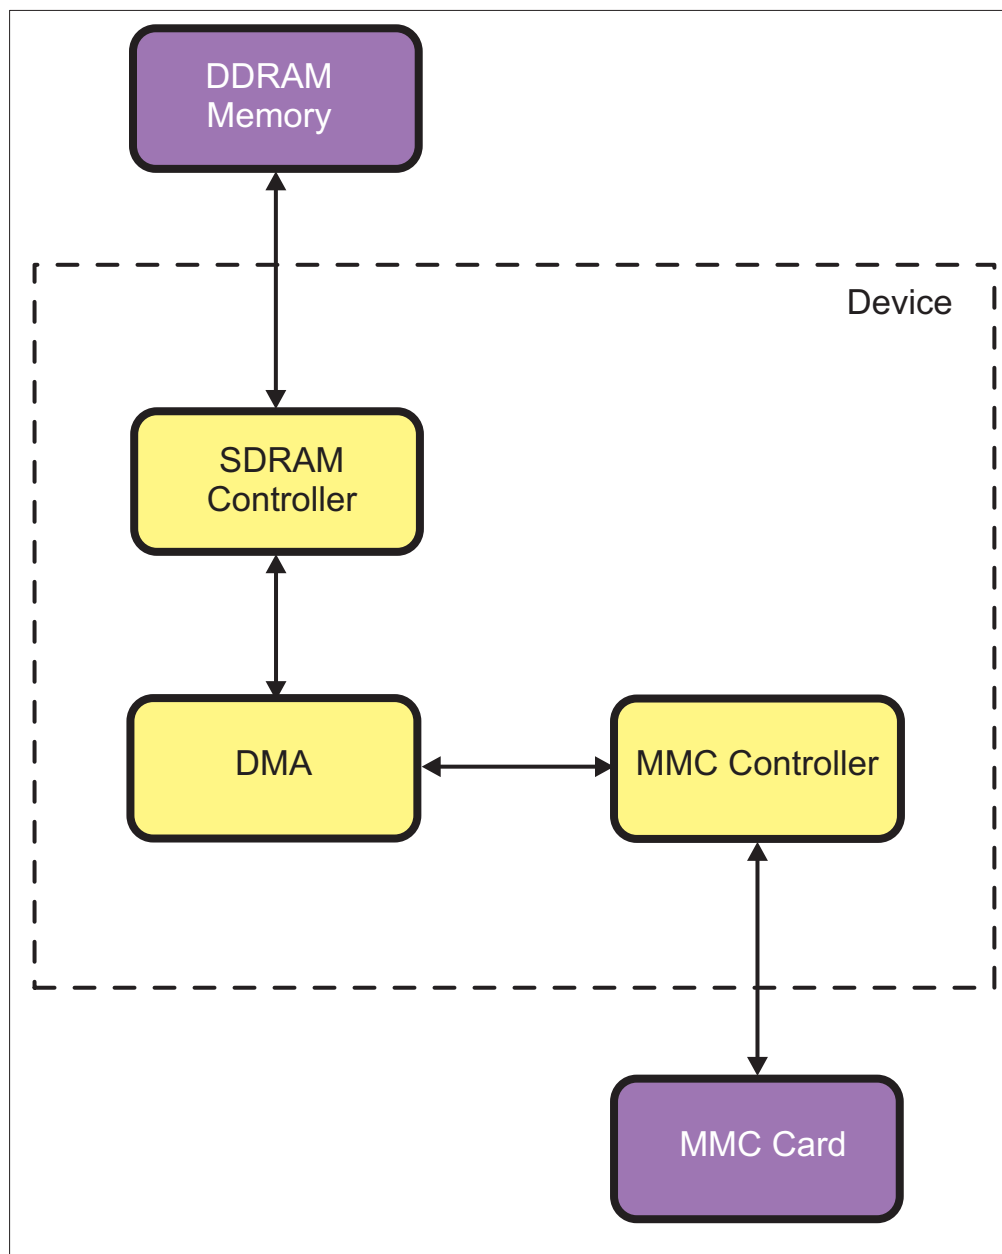 DDRAM
Memory
Device
SDRAM
Controller
DMA
MMC Controller
MMC Card